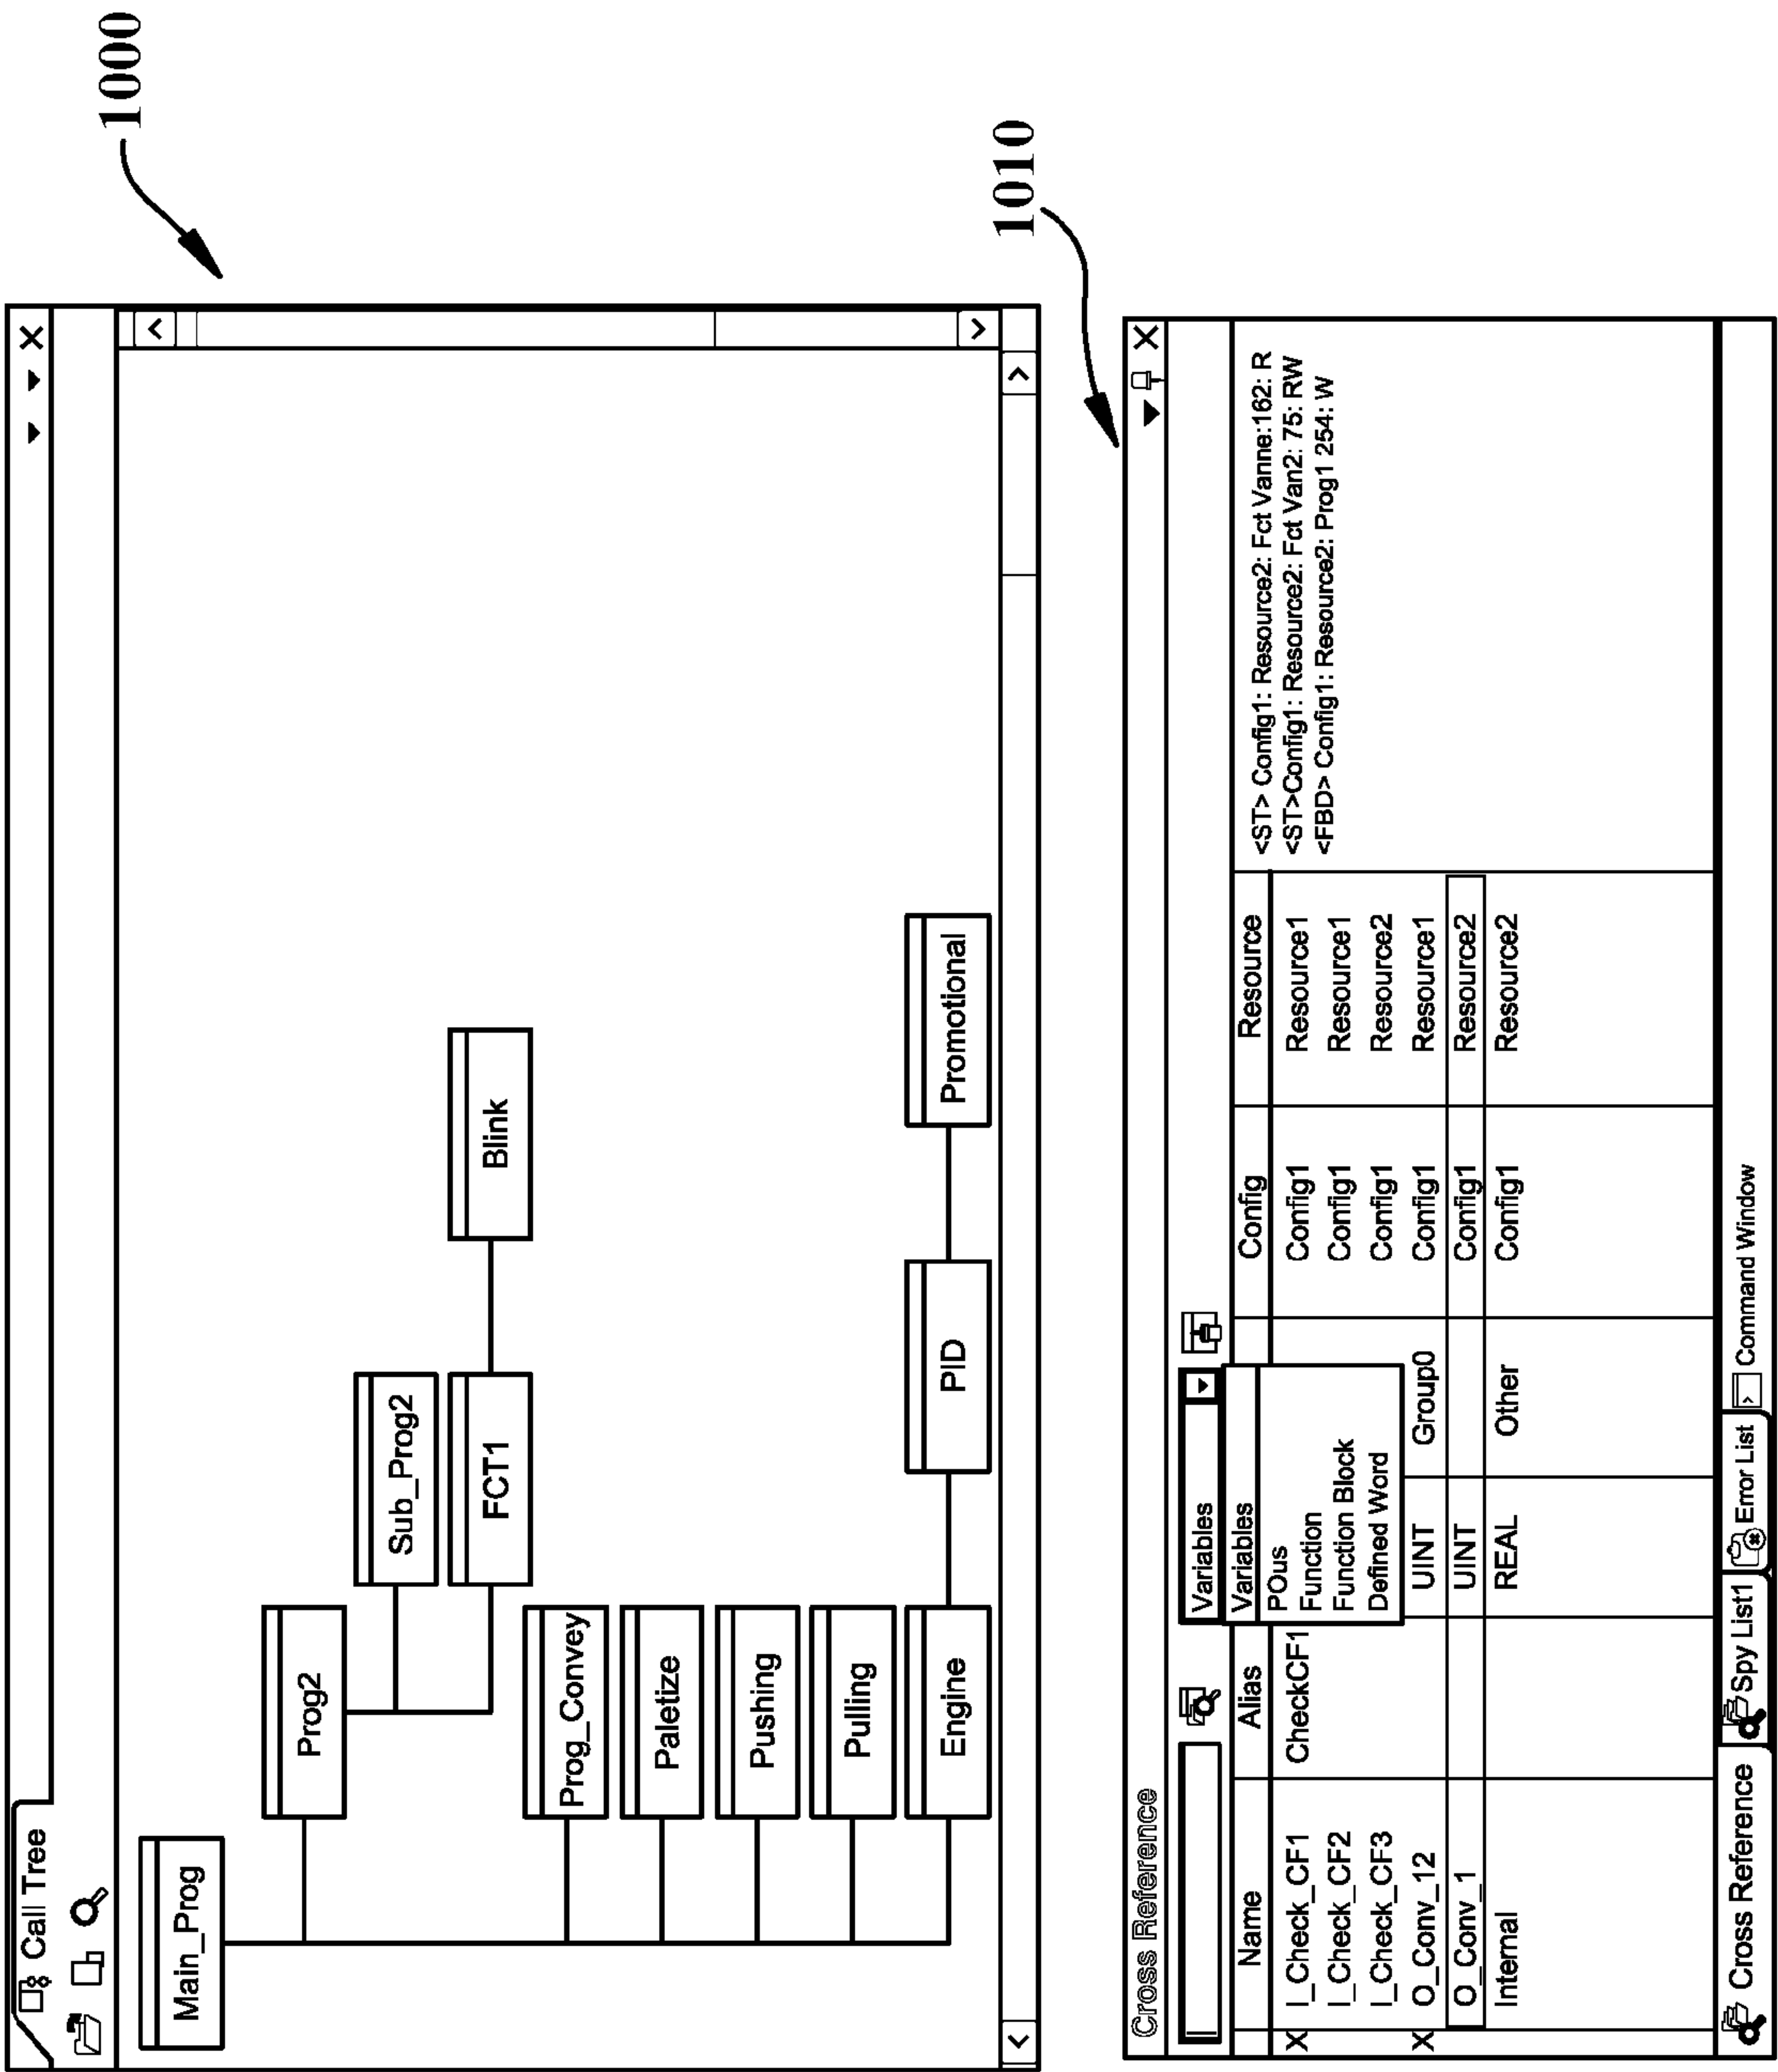 1000
Call Tree
Main_Prog
Prog2
Sub_Prog2
FCT1
Blink
Prog_Convey
Paletize
Pushing
Pulling
Engine
PID
Promotional
1010
Cross Reference
Variables
Name Alias Config Resource
Variables
POus
Function
Function Block
Defined Word
X I_Check_CF1 CheckCF1 Config1 Resource1
I_Check_CF2 Config1 Resource1
I_Check_CF3 Config1 Resource2
X O_Conv_12 UINT Group0 Config1 Resource1
O_Conv_1 UINT Config1 Resource2
Internal REAL Other Config1 Resource2
<ST> Config1: Resource2: Fct Vanne:162: R
<ST>Config1: Resource2: Fct Van2: 75: RW
<FBD> Config1: Resource2: Prog1 254: W
Cross Reference Spy List1 Error List Command Window